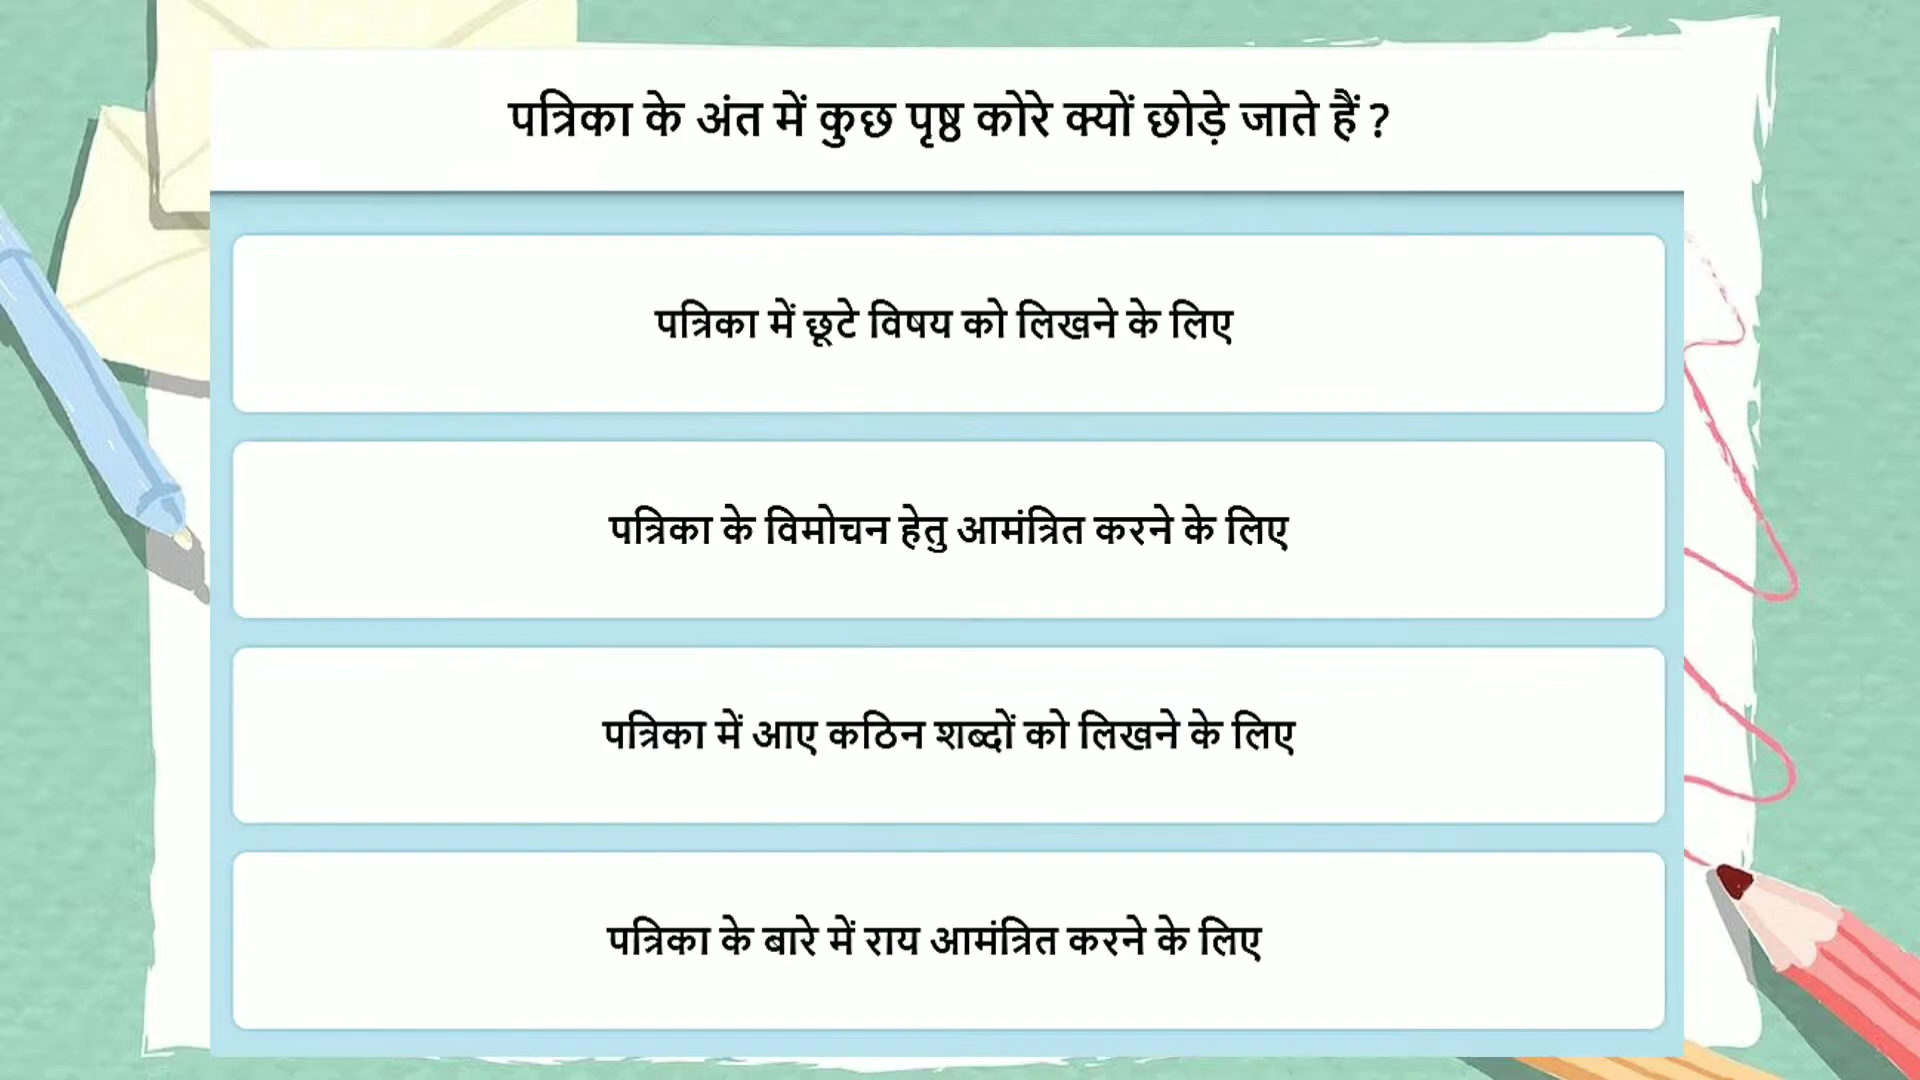 पत्रिका के अंत में कुछ पृष्ठ कोरे क्यों छोड़े जाते हैं ?
पत्रिका में छूटे विषय को लिखने के लिए
पत्रिका के विमोचन हेतु आमंत्रित करने के लिए
पत्रिका में आए कठिन शब्दों को लिखने के लिए
पत्रिका के बारे में राय आमंत्रित करने के लिए